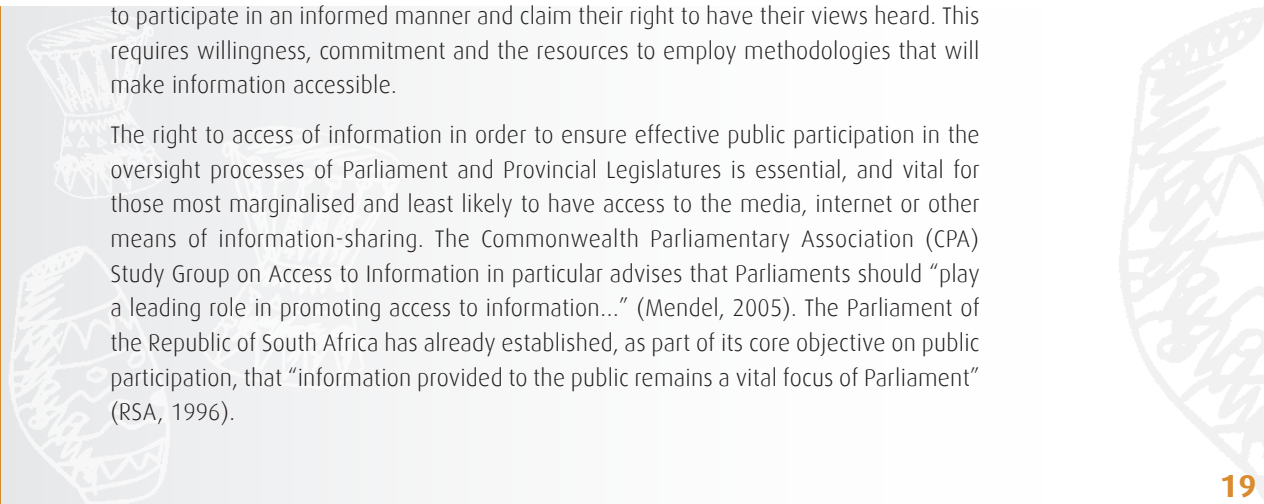 to participate in an informed manner and claim their right to have their views heard. This
requires willingness, commitment and the resources to employ methodologies that will
make information accessible.
The right to access of information in order to ensure effective public participation in the
oversight processes of Parliament and Provincial Legislatures is essential, and vital for
those most marginalised and least likely to have access to the media, internet or other
means of information-sharing. The Commonwealth Parliamentary Association (CPA)
Study Group on Access to Information in particular advises that Parliaments should “play
a leading role in promoting access to information...” (Mendel, 2005). The Parliament of
the Republic of South Africa has already established, as part of its core objective on public
participation, that “information provided to the public remains a vital focus of Parliament”
(RSA, 1996).
19